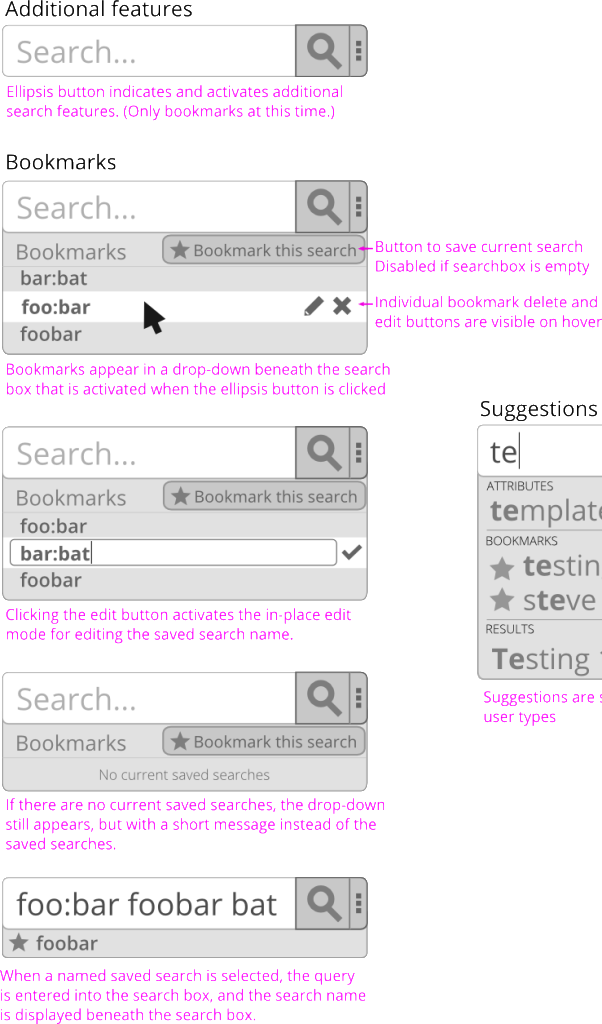 Additional features
Search...
Ellipsis button indicates and activates additional
search features. (Only bookmarks at this time.)
Bookmarks
Search...
Bookmarks
Bookmark this search
Button to save current search
Disabled if searchbox is empty
bar:bat
foo:bar
Individual bookmark delete and
edit buttons are visible on hover
foobar
Bookmarks appear in a drop-down beneath the search
box that is activated when the ellipsis button is clicked
Search...
Bookmarks
Bookmark this search
foo:bar
bar:bat
foobar
Clicking the edit button activates the in-place edit
mode for editing the saved search name.
Search...
Bookmarks
Bookmark this search
No current saved searches
If there are no current saved searches, the drop-down
still appears, but with a short message instead of the
saved searches.
foo:bar foobar bat
foobar
When a named saved search is selected, the query
is entered into the search box, and the search name
is displayed beneath the search box.
Suggestions
te
ATTRIBUTES
template
BOOKMARKS
testin
steve
RESULTS
Testing
Suggestions are s
user types